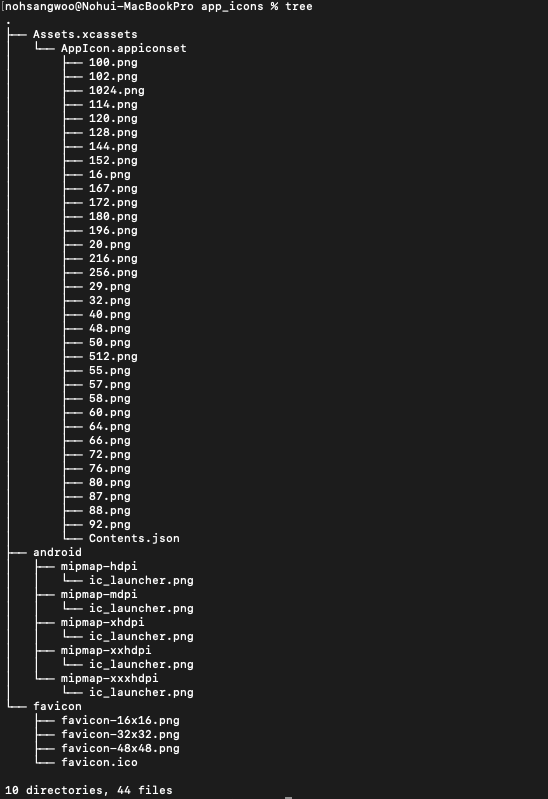 [nohsangwoo@Nohui-MacBookPro app_icons % tree
.
├── Assets.xcassets
│   └── AppIcon.appiconset
│       ├── 100.png
│       ├── 102.png
│       ├── 1024.png
│       ├── 114.png
│       ├── 120.png
│       ├── 128.png
│       ├── 144.png
│       ├── 152.png
│       ├── 16.png
│       ├── 167.png
│       ├── 172.png
│       ├── 180.png
│       ├── 196.png
│       ├── 20.png
│       ├── 216.png
│       ├── 256.png
│       ├── 29.png
│       ├── 32.png
│       ├── 40.png
│       ├── 48.png
│       ├── 50.png
│       ├── 512.png
│       ├── 55.png
│       ├── 57.png
│       ├── 58.png
│       ├── 60.png
│       ├── 64.png
│       ├── 66.png
│       ├── 72.png
│       ├── 76.png
│       ├── 80.png
│       ├── 87.png
│       ├── 88.png
│       ├── 92.png
│       └── Contents.json
├── android
│   ├── mipmap-hdpi
│   │   └── ic_launcher.png
│   ├── mipmap-mdpi
│   │   └── ic_launcher.png
│   ├── mipmap-xhdpi
│   │   └── ic_launcher.png
│   ├── mipmap-xxhdpi
│   │   └── ic_launcher.png
│   └── mipmap-xxxhdpi
│       └── ic_launcher.png
└── favicon
    ├── favicon-16x16.png
    ├── favicon-32x32.png
    ├── favicon-48x48.png
    └── favicon.ico

10 directories, 44 files